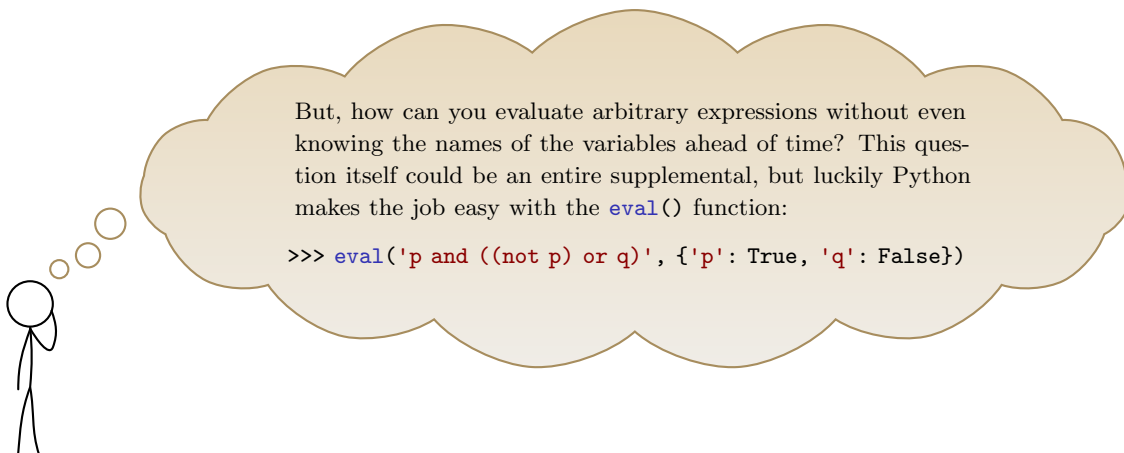 But, how can you evaluate arbitrary expressions without even
knowing the names of the variables ahead of time? This ques-
tion itself could be an entire supplemental, but luckily Python
makes the job easy with the eval() function:
>>> eval('p and ((not p) or q)', {'p': True, 'q': False})